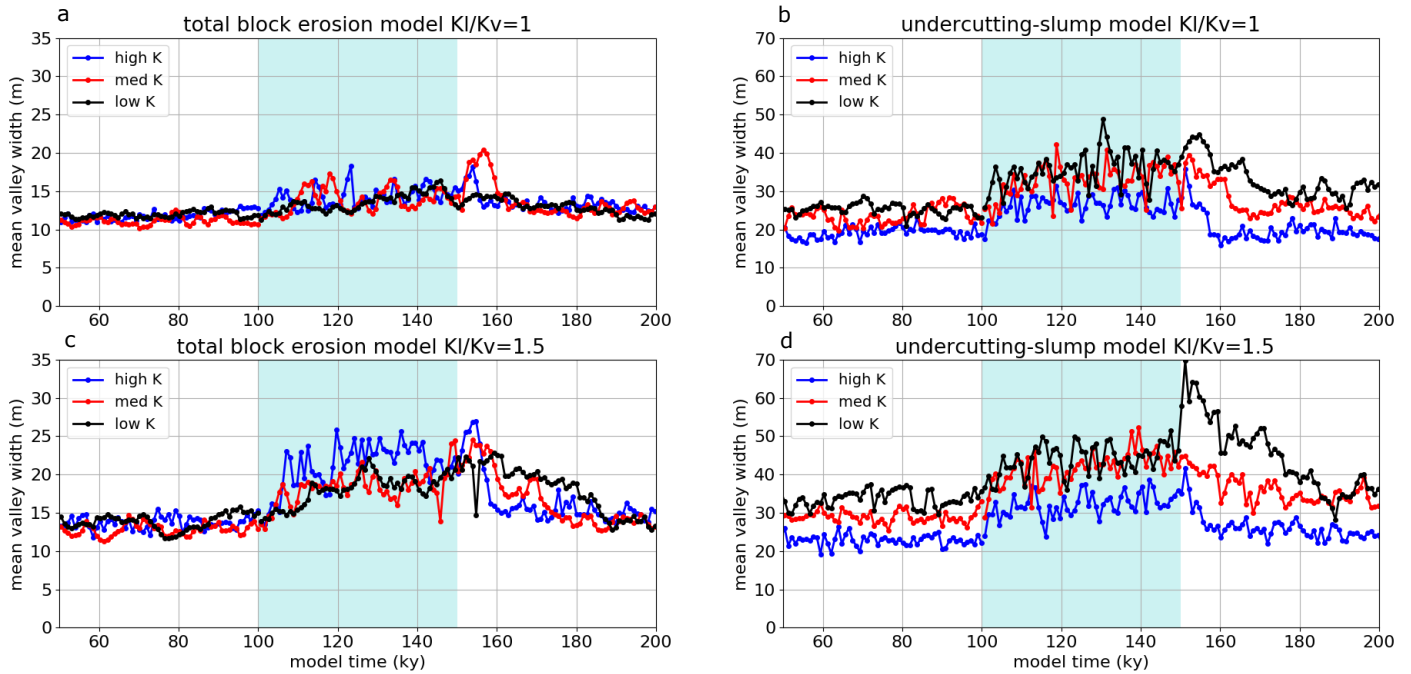 a
total block erosion model Kl/Kv=1
mean valley width (m)
35
30
25
20
15
10
5
0
high K
med K
low K
60 80 100 120 140 160 180 200
b
undercutting-slump model Kl/Kv=1
mean valley width (m)
70
60
50
40
30
20
10
0
high K
med K
low K
60 80 100 120 140 160 180 200
c
total block erosion model Kl/Kv=1.5
mean valley width (m)
35
30
25
20
15
10
5
0
high K
med K
low K
60 80 100 120 140 160 180 200
model time (ky)
d
undercutting-slump model Kl/Kv=1.5
mean valley width (m)
70
60
50
40
30
20
10
0
high K
med K
low K
60 80 100 120 140 160 180 200
model time (ky)